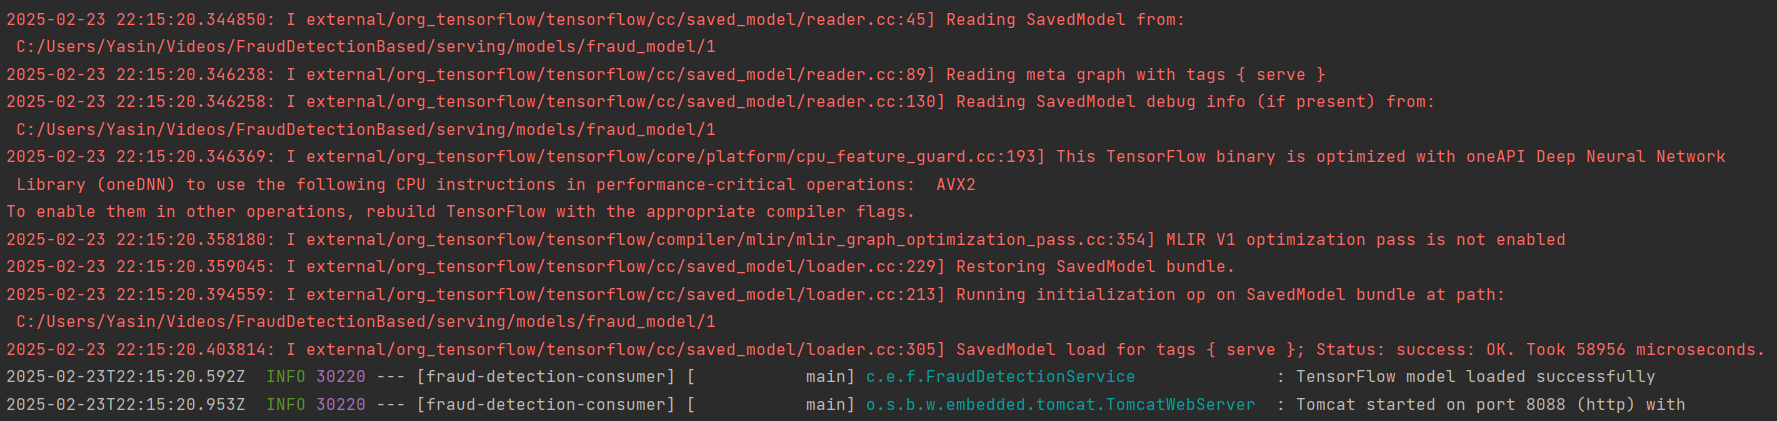 2025-02-23 22:15:20.344850: I external/org_tensorflow/tensorflow/cc/saved_model/reader.cc:45] Reading SavedModel from:
C:/Users/Yasin/Videos/FraudDetectionBased/serving/models/fraud_model/1
2025-02-23 22:15:20.346238: I external/org_tensorflow/tensorflow/cc/saved_model/reader.cc:89] Reading meta graph with tags { serve }
2025-02-23 22:15:20.346258: I external/org_tensorflow/tensorflow/cc/saved_model/reader.cc:130] Reading SavedModel debug info (if present) from:
C:/Users/Yasin/Videos/FraudDetectionBased/serving/models/fraud_model/1
2025-02-23 22:15:20.346369: I external/org_tensorflow/tensorflow/core/platform/cpu_feature_guard.cc:193] This TensorFlow binary is optimized with oneAPI Deep Neural Network
Library (oneDNN) to use the following CPU instructions in performance-critical operations:  AVX2
To enable them in other operations, rebuild TensorFlow with the appropriate compiler flags.
2025-02-23 22:15:20.358180: I external/org_tensorflow/tensorflow/compiler/mlir/mlir_graph_optimization_pass.cc:354] MLIR V1 optimization pass is not enabled
2025-02-23 22:15:20.359045: I external/org_tensorflow/tensorflow/cc/saved_model/loader.cc:229] Restoring SavedModel bundle.
2025-02-23 22:15:20.394559: I external/org_tensorflow/tensorflow/cc/saved_model/loader.cc:213] Running initialization op on SavedModel bundle at path:
C:/Users/Yasin/Videos/FraudDetectionBased/serving/models/fraud_model/1
2025-02-23 22:15:20.403814: I external/org_tensorflow/tensorflow/cc/saved_model/loader.cc:305] SavedModel load for tags { serve }; Status: success: OK. Took 58956 microseconds.
2025-02-23T22:15:20.592Z  INFO 30220 --- [fraud-detection-consumer] [           main] c.e.f.FraudDetectionService              : TensorFlow model loaded successfully
2025-02-23T22:15:20.953Z  INFO 30220 --- [fraud-detection-consumer] [           main] o.s.b.w.embedded.tomcat.TomcatWebServer  : Tomcat started on port 8088 (http) with